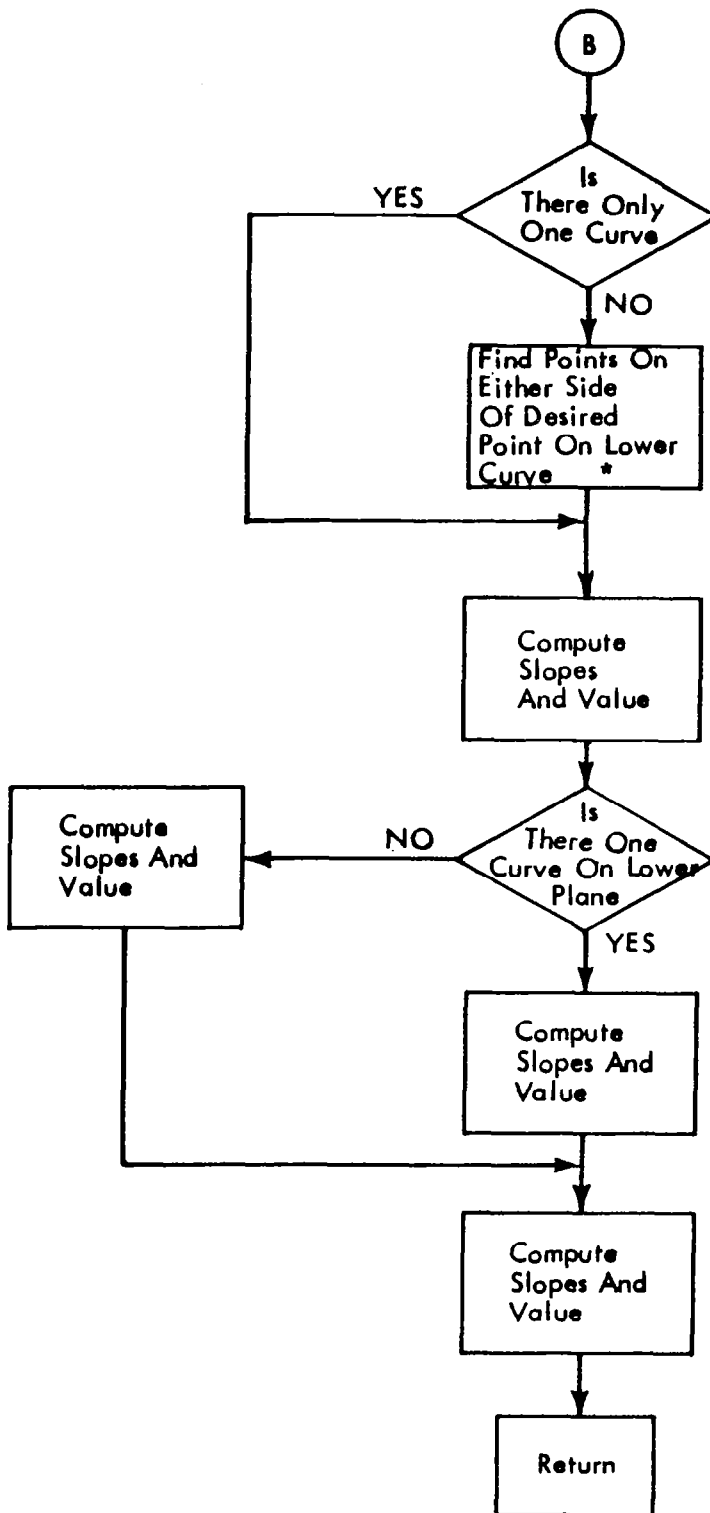 B
Is
There Only
One Curve
YES
NO
Find Points On
Either Side
Of Desired
Point On Lower
Curve *
Compute
Slopes
And Value
Is
There One
Curve On Lower
Plane
NO
YES
Compute
Slopes And
Value
Compute
Slopes And
Value
Compute
Slopes And
Value
Return